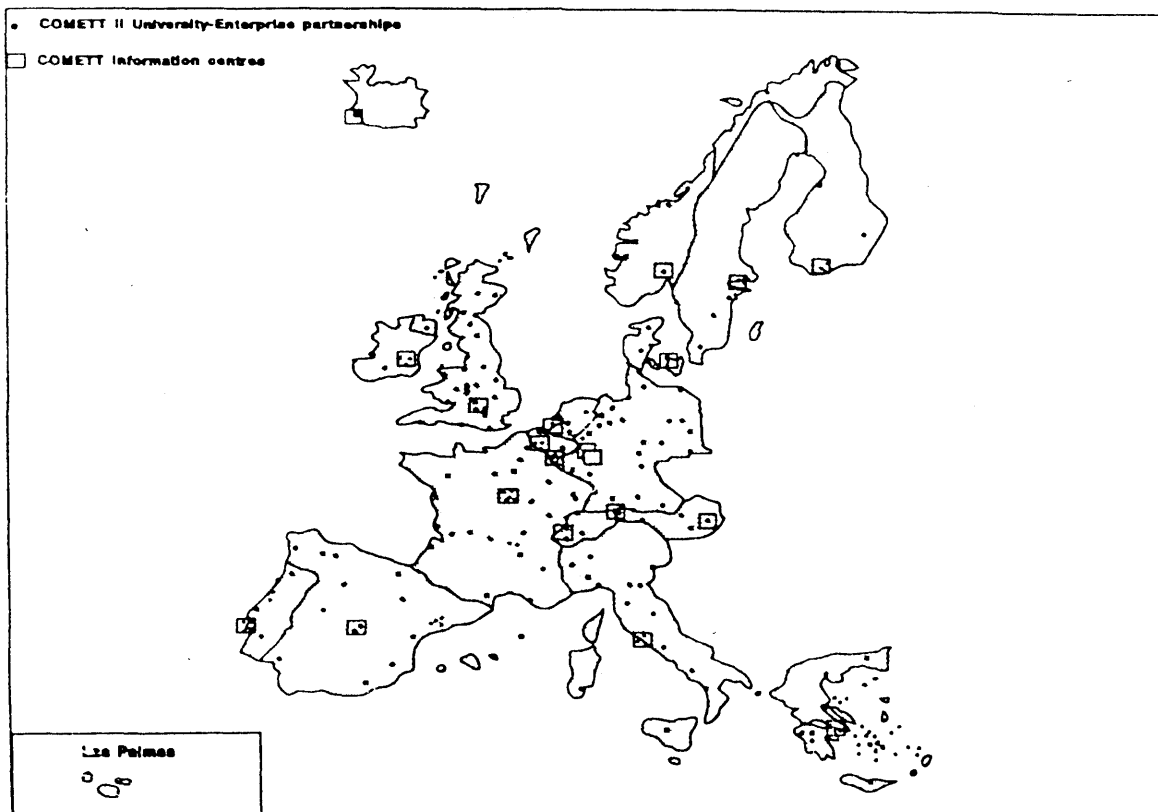 COMETT II University-Enterprise partnerships
COMETT Information centres
Las Palmas